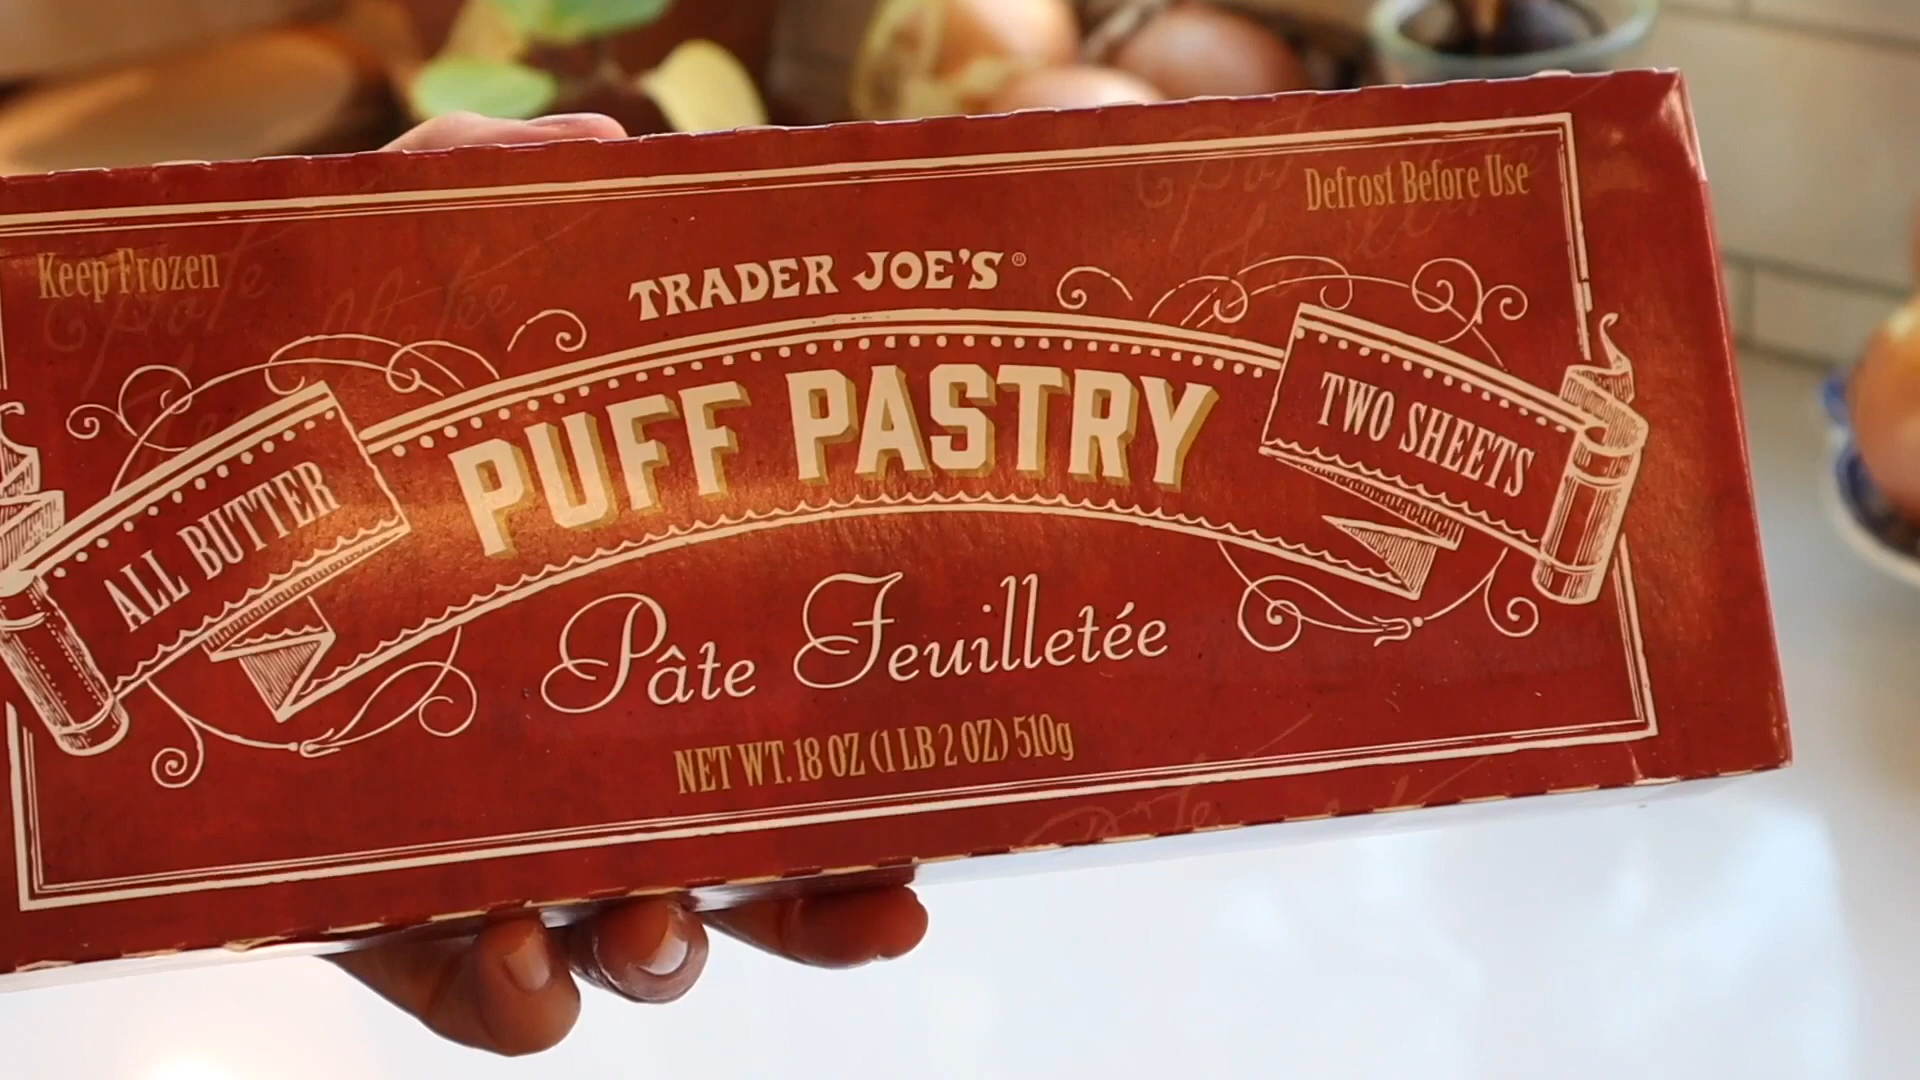 Keep Frozen
Defrost Before Use
TRADER JOE'S®
ALL BUTTER
PUFF PASTRY
TWO SHEETS
Pâte Feuilletée
NET WT. 18 OZ (1 LB 2 OZ) 510g